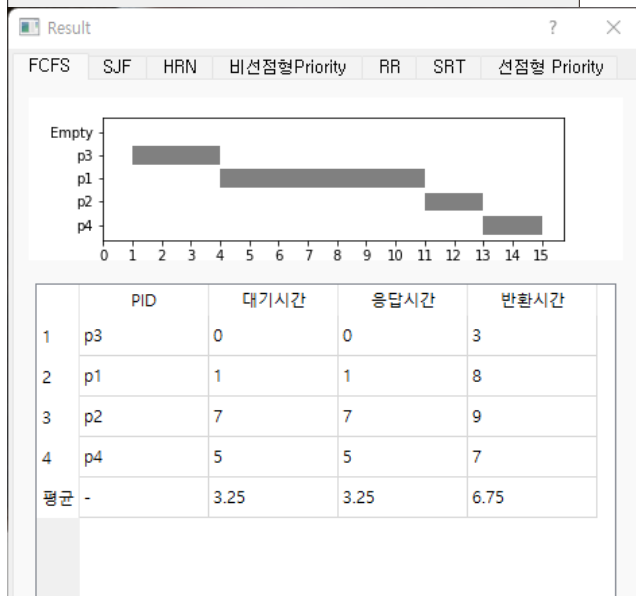 Result ? ×
FCFS SJF HRN 비선점형Priority RR SRT 선점형 Priority
Empty
p3
p1
p2
p4
0 1 2 3 4 5 6 7 8 9 10 11 12 13 14 15
PID 대기시간 응답시간 반환시간
1 p3 0 0 3
2 p1 1 1 8
3 p2 7 7 9
4 p4 5 5 7
평균 - 3.25 3.25 6.75